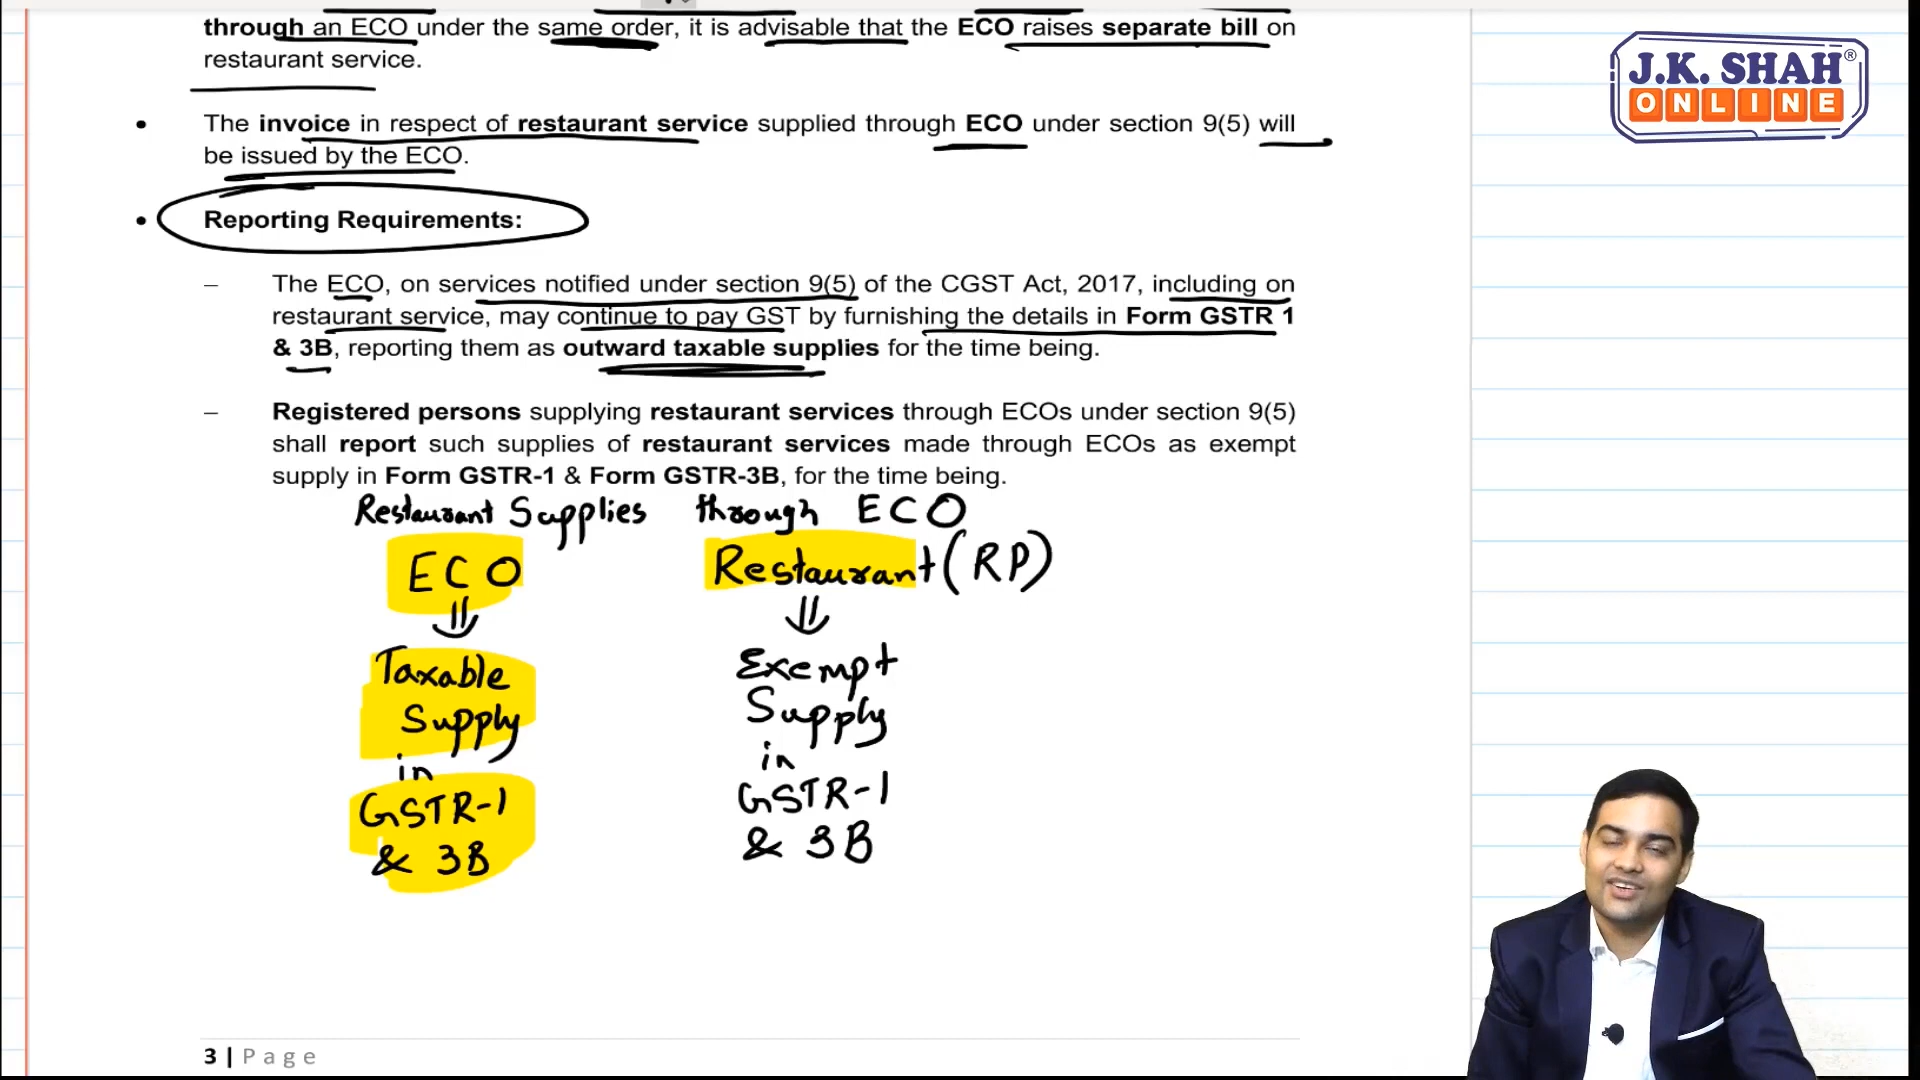 through an ECO under the same order, it is advisable that the ECO raises separate bill on
restaurant service.
• The invoice in respect of restaurant service supplied through ECO under section 9(5) will
be issued by the ECO.
• Reporting Requirements:
– The ECO, on services notified under section 9(5) of the CGST Act, 2017, including on
restaurant service, may continue to pay GST by furnishing the details in Form GSTR 1
& 3B, reporting them as outward taxable supplies for the time being.
– Registered persons supplying restaurant services through ECOs under section 9(5)
shall report such supplies of restaurant services made through ECOs as exempt
supply in Form GSTR-1 & Form GSTR-3B, for the time being.
Restaurant Supplies through ECO
ECO
Taxable
Supply
in
GSTR-1
& 3B
Restaurant (RP)
Exempt
Supply
in
GSTR-1
& 3B
3 | Page
J.K. SHAH®
ONLINE